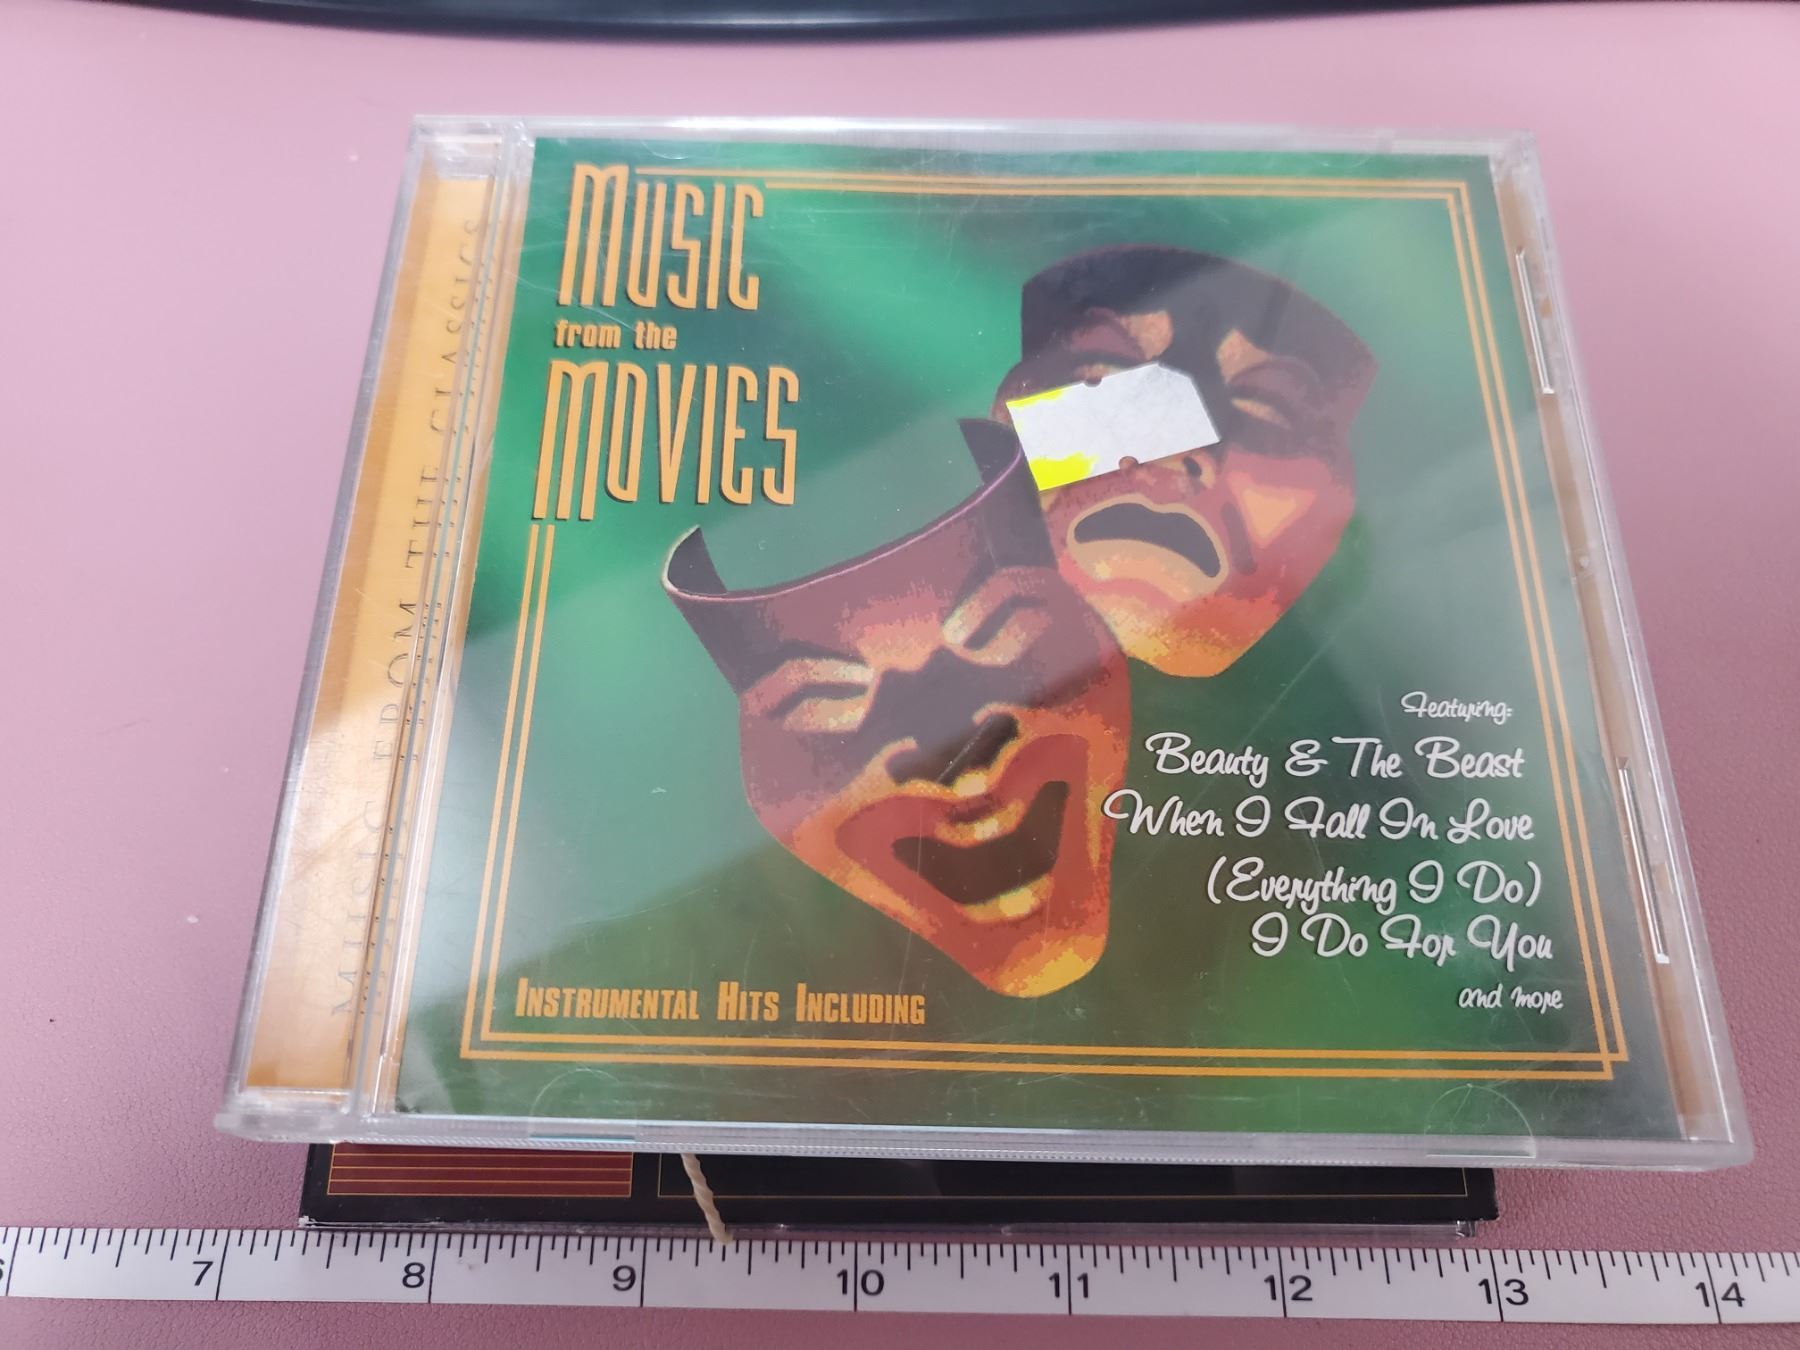 MUSIC
from the
MOVIES
MUSIC FROM THE CLASSICS
Featuring:
Beauty & The Beast
When I Fall In Love
(Everything I Do)
I Do For You
and more
INSTRUMENTAL HITS INCLUDING
7 8 9 10 11 12 13 14